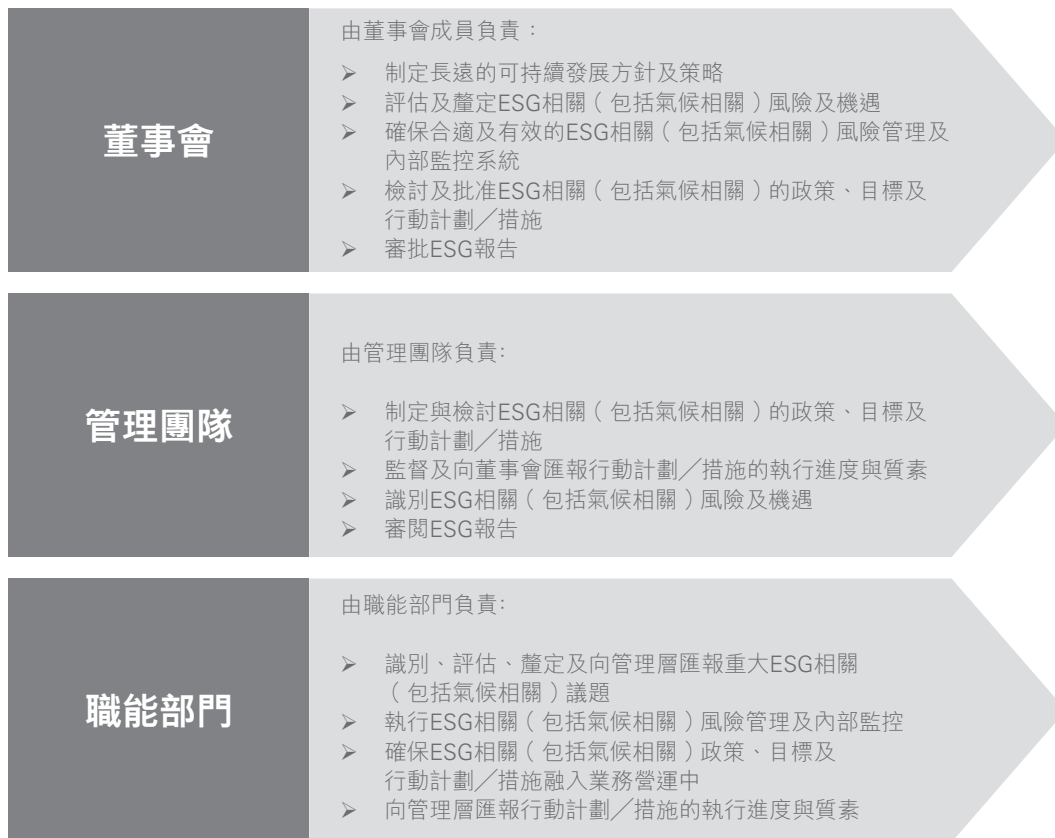 董事會
由董事會成員負責：
➢ 制定長遠的可持續發展方針及策略
➢ 評估及釐定ESG相關（包括氣候相關）風險及機遇
➢ 確保合適及有效的ESG相關（包括氣候相關）風險管理及
內部監控系統
➢ 檢討及批准ESG相關（包括氣候相關）的政策、目標及
行動計劃╱措施
➢ 審批ESG報告
管理團隊
由管理團隊負責:
➢ 制定與檢討ESG相關（包括氣候相關）的政策、目標及
行動計劃╱措施
➢ 監督及向董事會匯報行動計劃╱措施的執行進度與質素
➢ 識別ESG相關（包括氣候相關）風險及機遇
➢ 審閱ESG報告
職能部門
由職能部門負責:
➢ 識別、評估、釐定及向管理層匯報重大ESG相關
（包括氣候相關）議題
➢ 執行ESG相關（包括氣候相關）風險管理及內部監控
➢ 確保ESG相關（包括氣候相關）政策、目標及
行動計劃╱措施融入業務營運中
➢ 向管理層匯報行動計劃╱措施的執行進度與質素